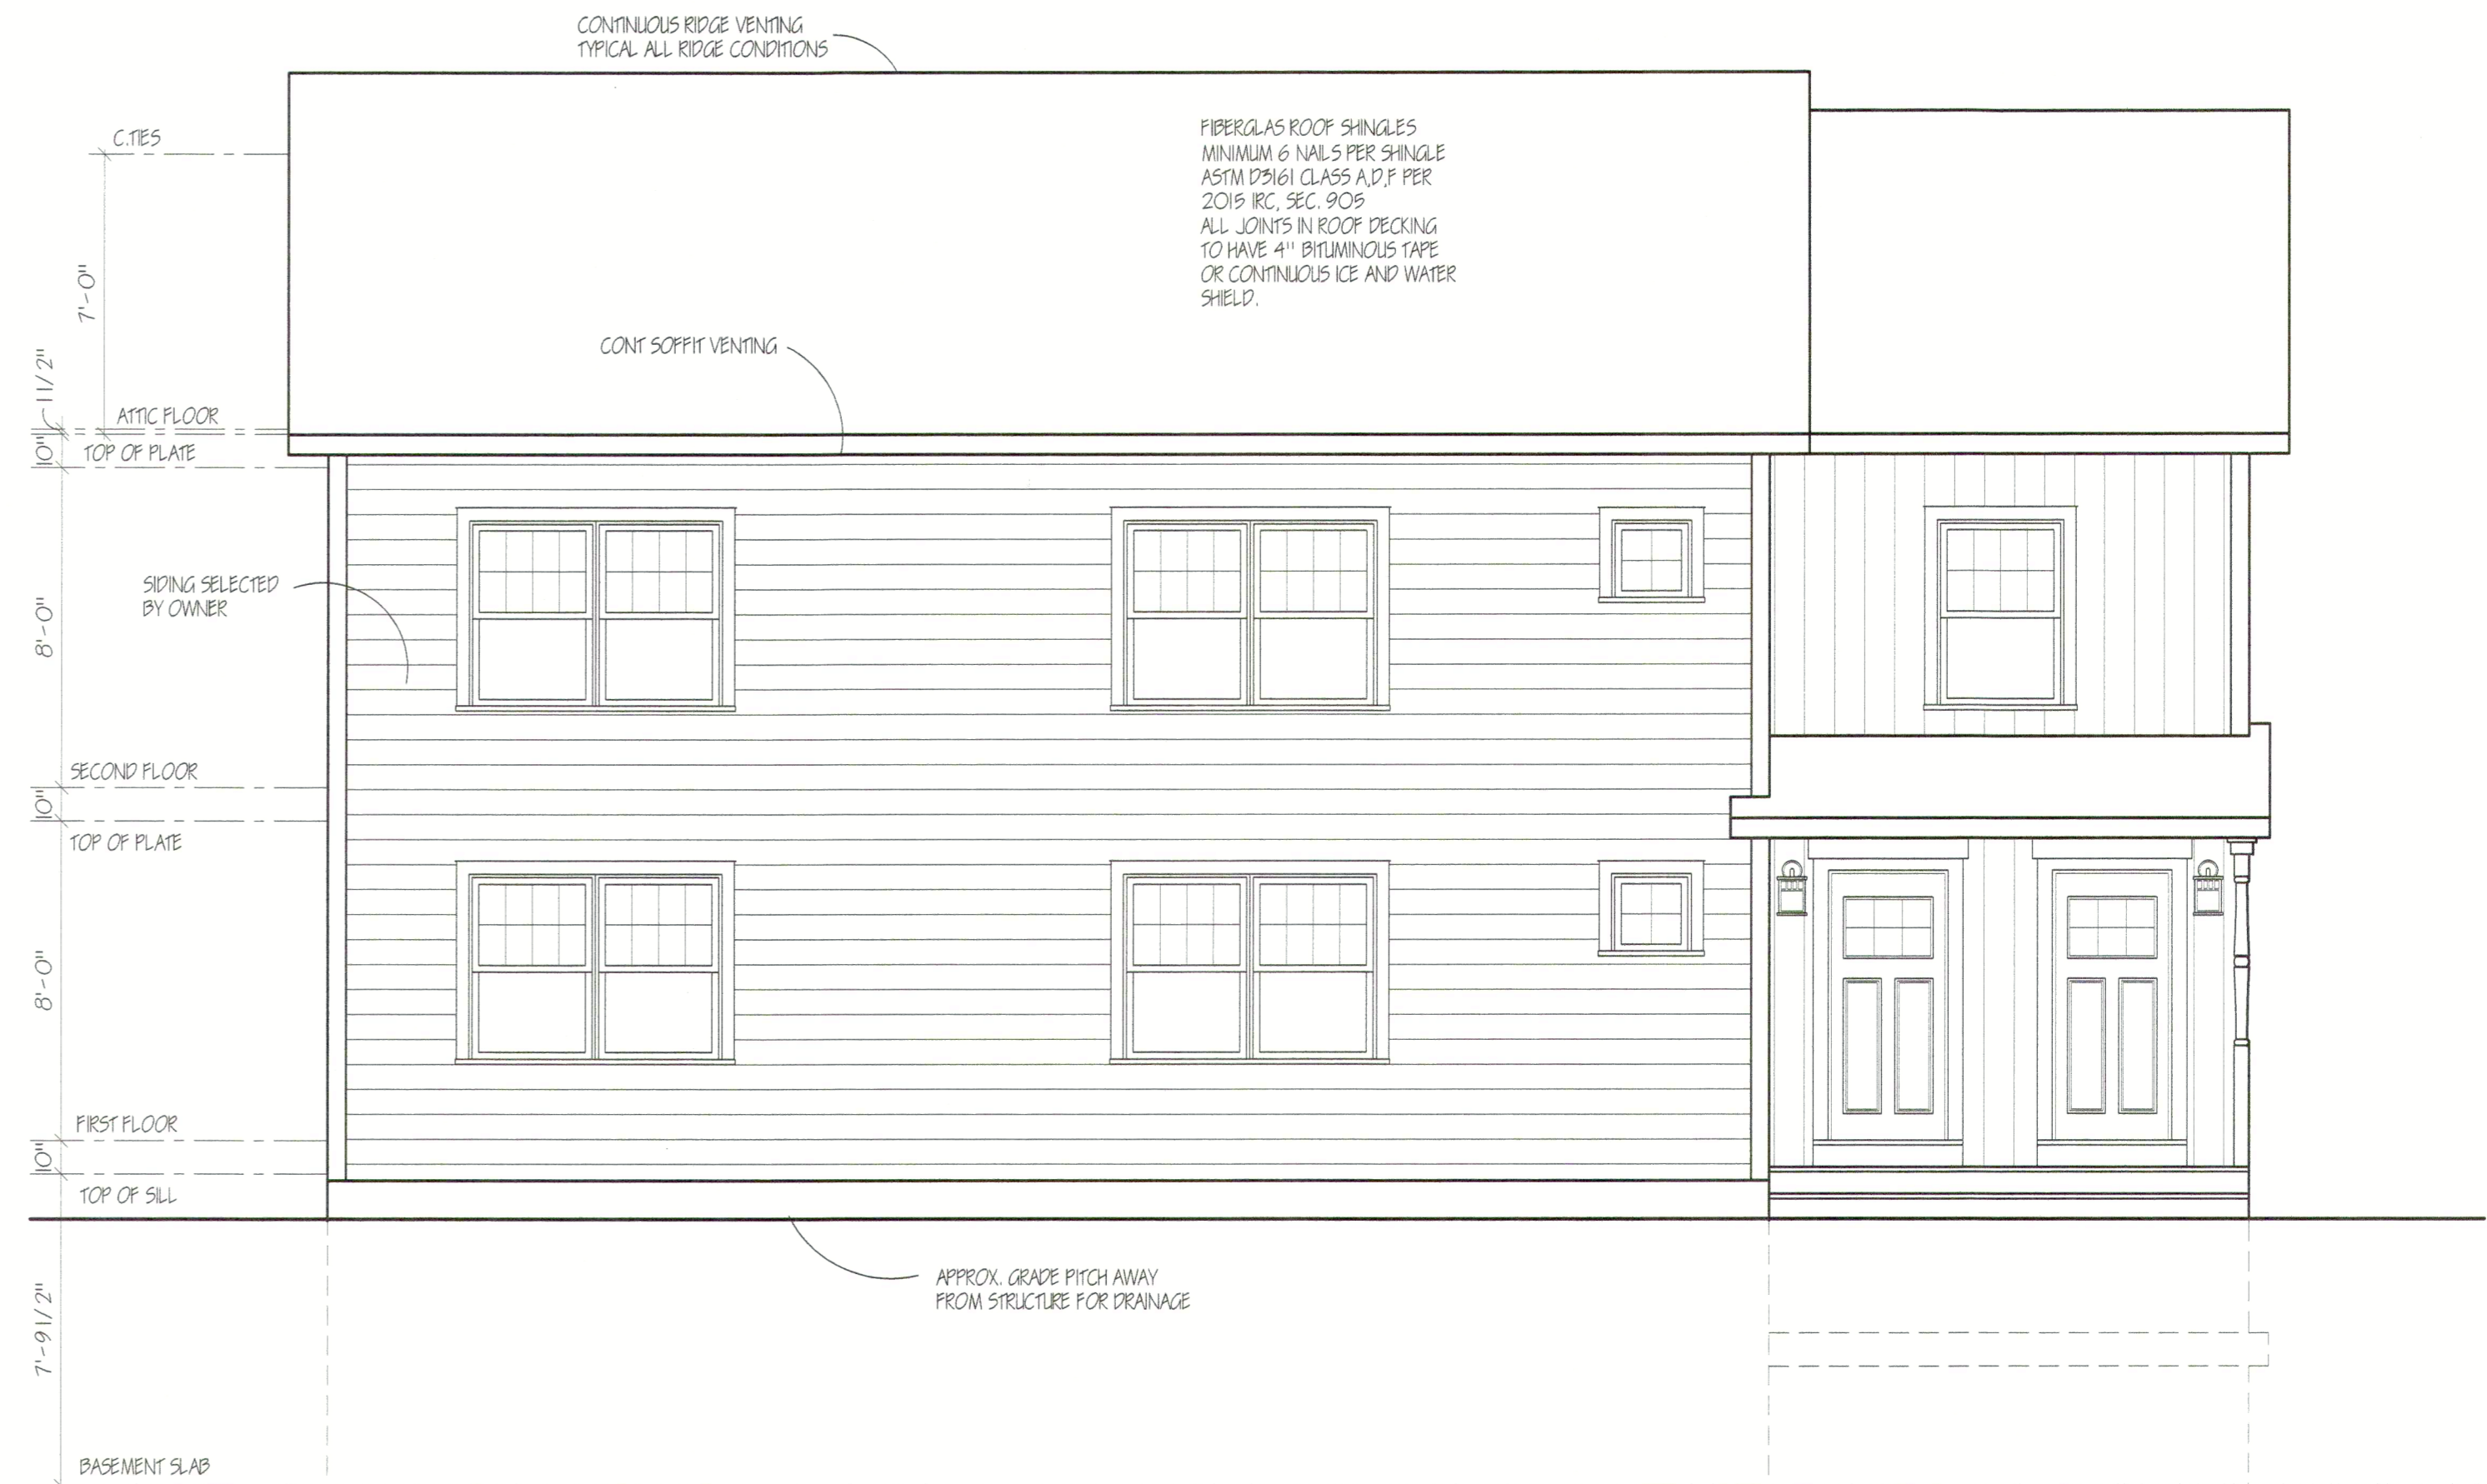 CONTINUOUS RIDGE VENTING
TYPICAL ALL RIDGE CONDITIONS
C.TIES
FIBERGLAS ROOF SHINGLES
MINIMUM 6 NAILS PER SHINGLE
ASTM D3161 CLASS A,D,F PER
2015 IRC, SEC. 905
ALL JOINTS IN ROOF DECKING
TO HAVE 4" BITUMINOUS TAPE
OR CONTINUOUS ICE AND WATER
SHIELD.
7'-0"
CONT SOFFIT VENTING
1 1/2"
ATTIC FLOOR
10"
TOP OF PLATE
SIDING SELECTED
BY OWNER
8'-0"
SECOND FLOOR
10"
TOP OF PLATE
8'-0"
FIRST FLOOR
10"
TOP OF SILL
APPROX. GRADE PITCH AWAY
FROM STRUCTURE FOR DRAINAGE
7'-9 1/2"
BASEMENT SLAB